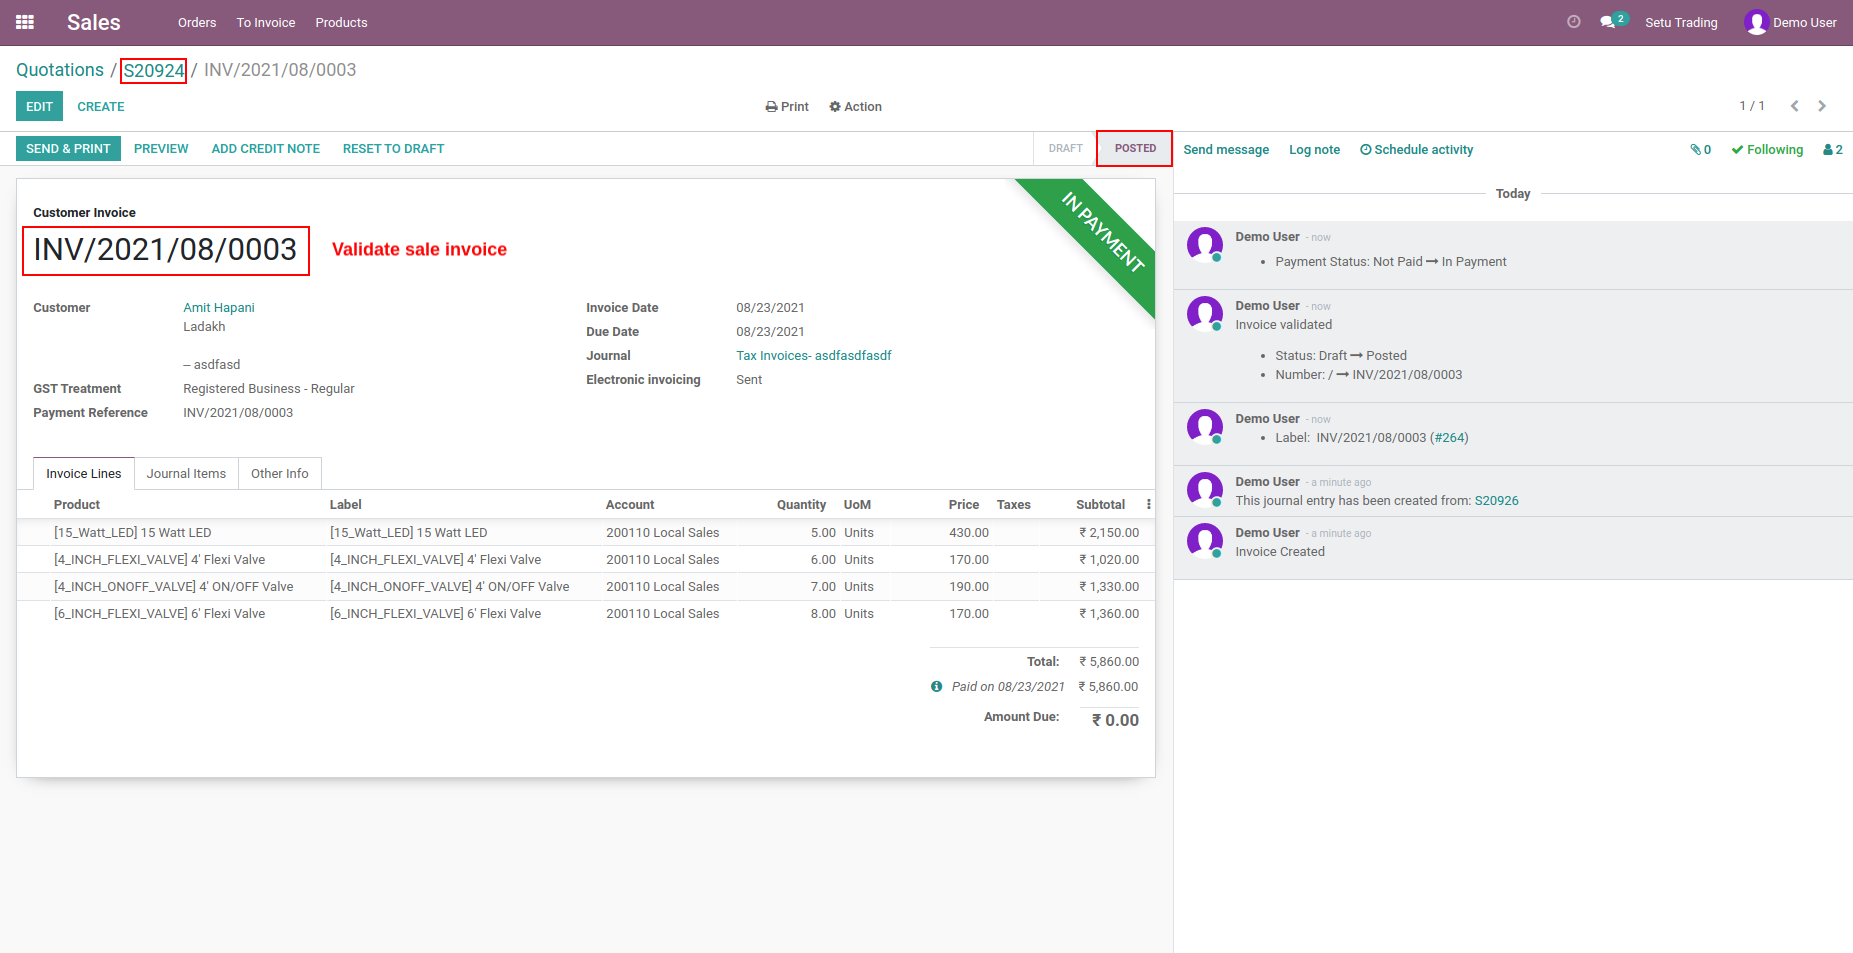 Sales Orders To Invoice Products 2 Setu Trading Demo User
Quotations / S20924 / INV/2021/08/0003
EDIT CREATE Print Action 1 / 1
SEND & PRINT PREVIEW ADD CREDIT NOTE RESET TO DRAFT DRAFT POSTED Send message Log note Schedule activity 0 Following 2
Customer Invoice
INV/2021/08/0003 Validate sale invoice
IN PAYMENT
Customer Amit Hapani
Ladakh
-- asdfasd
GST Treatment Registered Business - Regular
Payment Reference INV/2021/08/0003
Invoice Date 08/23/2021
Due Date 08/23/2021
Journal Tax Invoices- asdfasdfasdf
Electronic invoicing Sent
Invoice Lines Journal Items Other Info
Product Label Account Quantity UoM Price Taxes Subtotal
[15_Watt_LED] 15 Watt LED [15_Watt_LED] 15 Watt LED 200110 Local Sales 5.00 Units 430.00 ₹ 2,150.00
[4_INCH_FLEXI_VALVE] 4' Flexi Valve [4_INCH_FLEXI_VALVE] 4' Flexi Valve 200110 Local Sales 6.00 Units 170.00 ₹ 1,020.00
[4_INCH_ONOFF_VALVE] 4' ON/OFF Valve [4_INCH_ONOFF_VALVE] 4' ON/OFF Valve 200110 Local Sales 7.00 Units 190.00 ₹ 1,330.00
[6_INCH_FLEXI_VALVE] 6' Flexi Valve [6_INCH_FLEXI_VALVE] 6' Flexi Valve 200110 Local Sales 8.00 Units 170.00 ₹ 1,360.00
Total: ₹ 5,860.00
Paid on 08/23/2021 ₹ 5,860.00
Amount Due: ₹ 0.00
Today
Demo User - now
• Payment Status: Not Paid → In Payment
Demo User - now
Invoice validated
• Status: Draft → Posted
• Number: / → INV/2021/08/0003
Demo User - now
• Label: INV/2021/08/0003 (#264)
Demo User - a minute ago
This journal entry has been created from: S20926
Demo User - a minute ago
Invoice Created